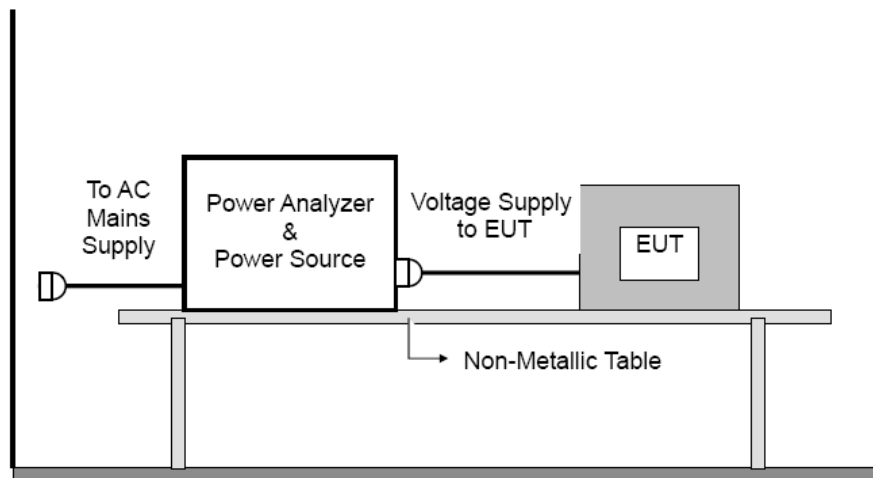 To AC
Mains
Supply
Power Analyzer
&
Power Source
Voltage Supply
to EUT
EUT
Non-Metallic Table